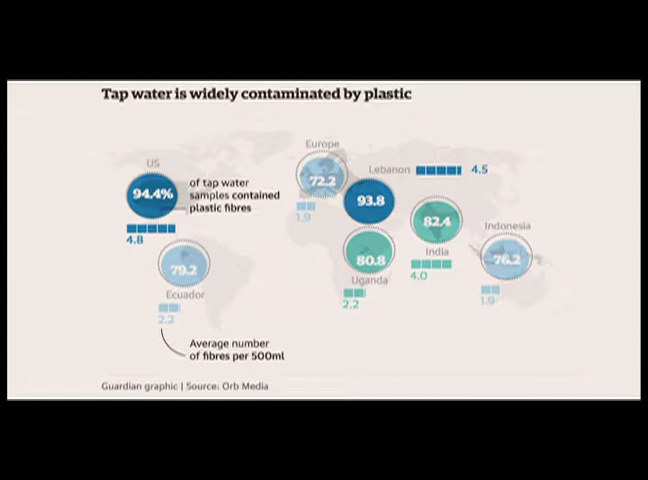 Tap water is widely contaminated by plastic
US
94.4%
of tap water
samples contained
plastic fibres
4.8
Europe
72.2
1.9
Lebanon
4.5
93.8
82.4
India
4.0
Indonesia
76.2
1.9
79.2
Ecuador
2.2
80.8
Uganda
2.2
Average number
of fibres per 500ml
Guardian graphic | Source: Orb Media